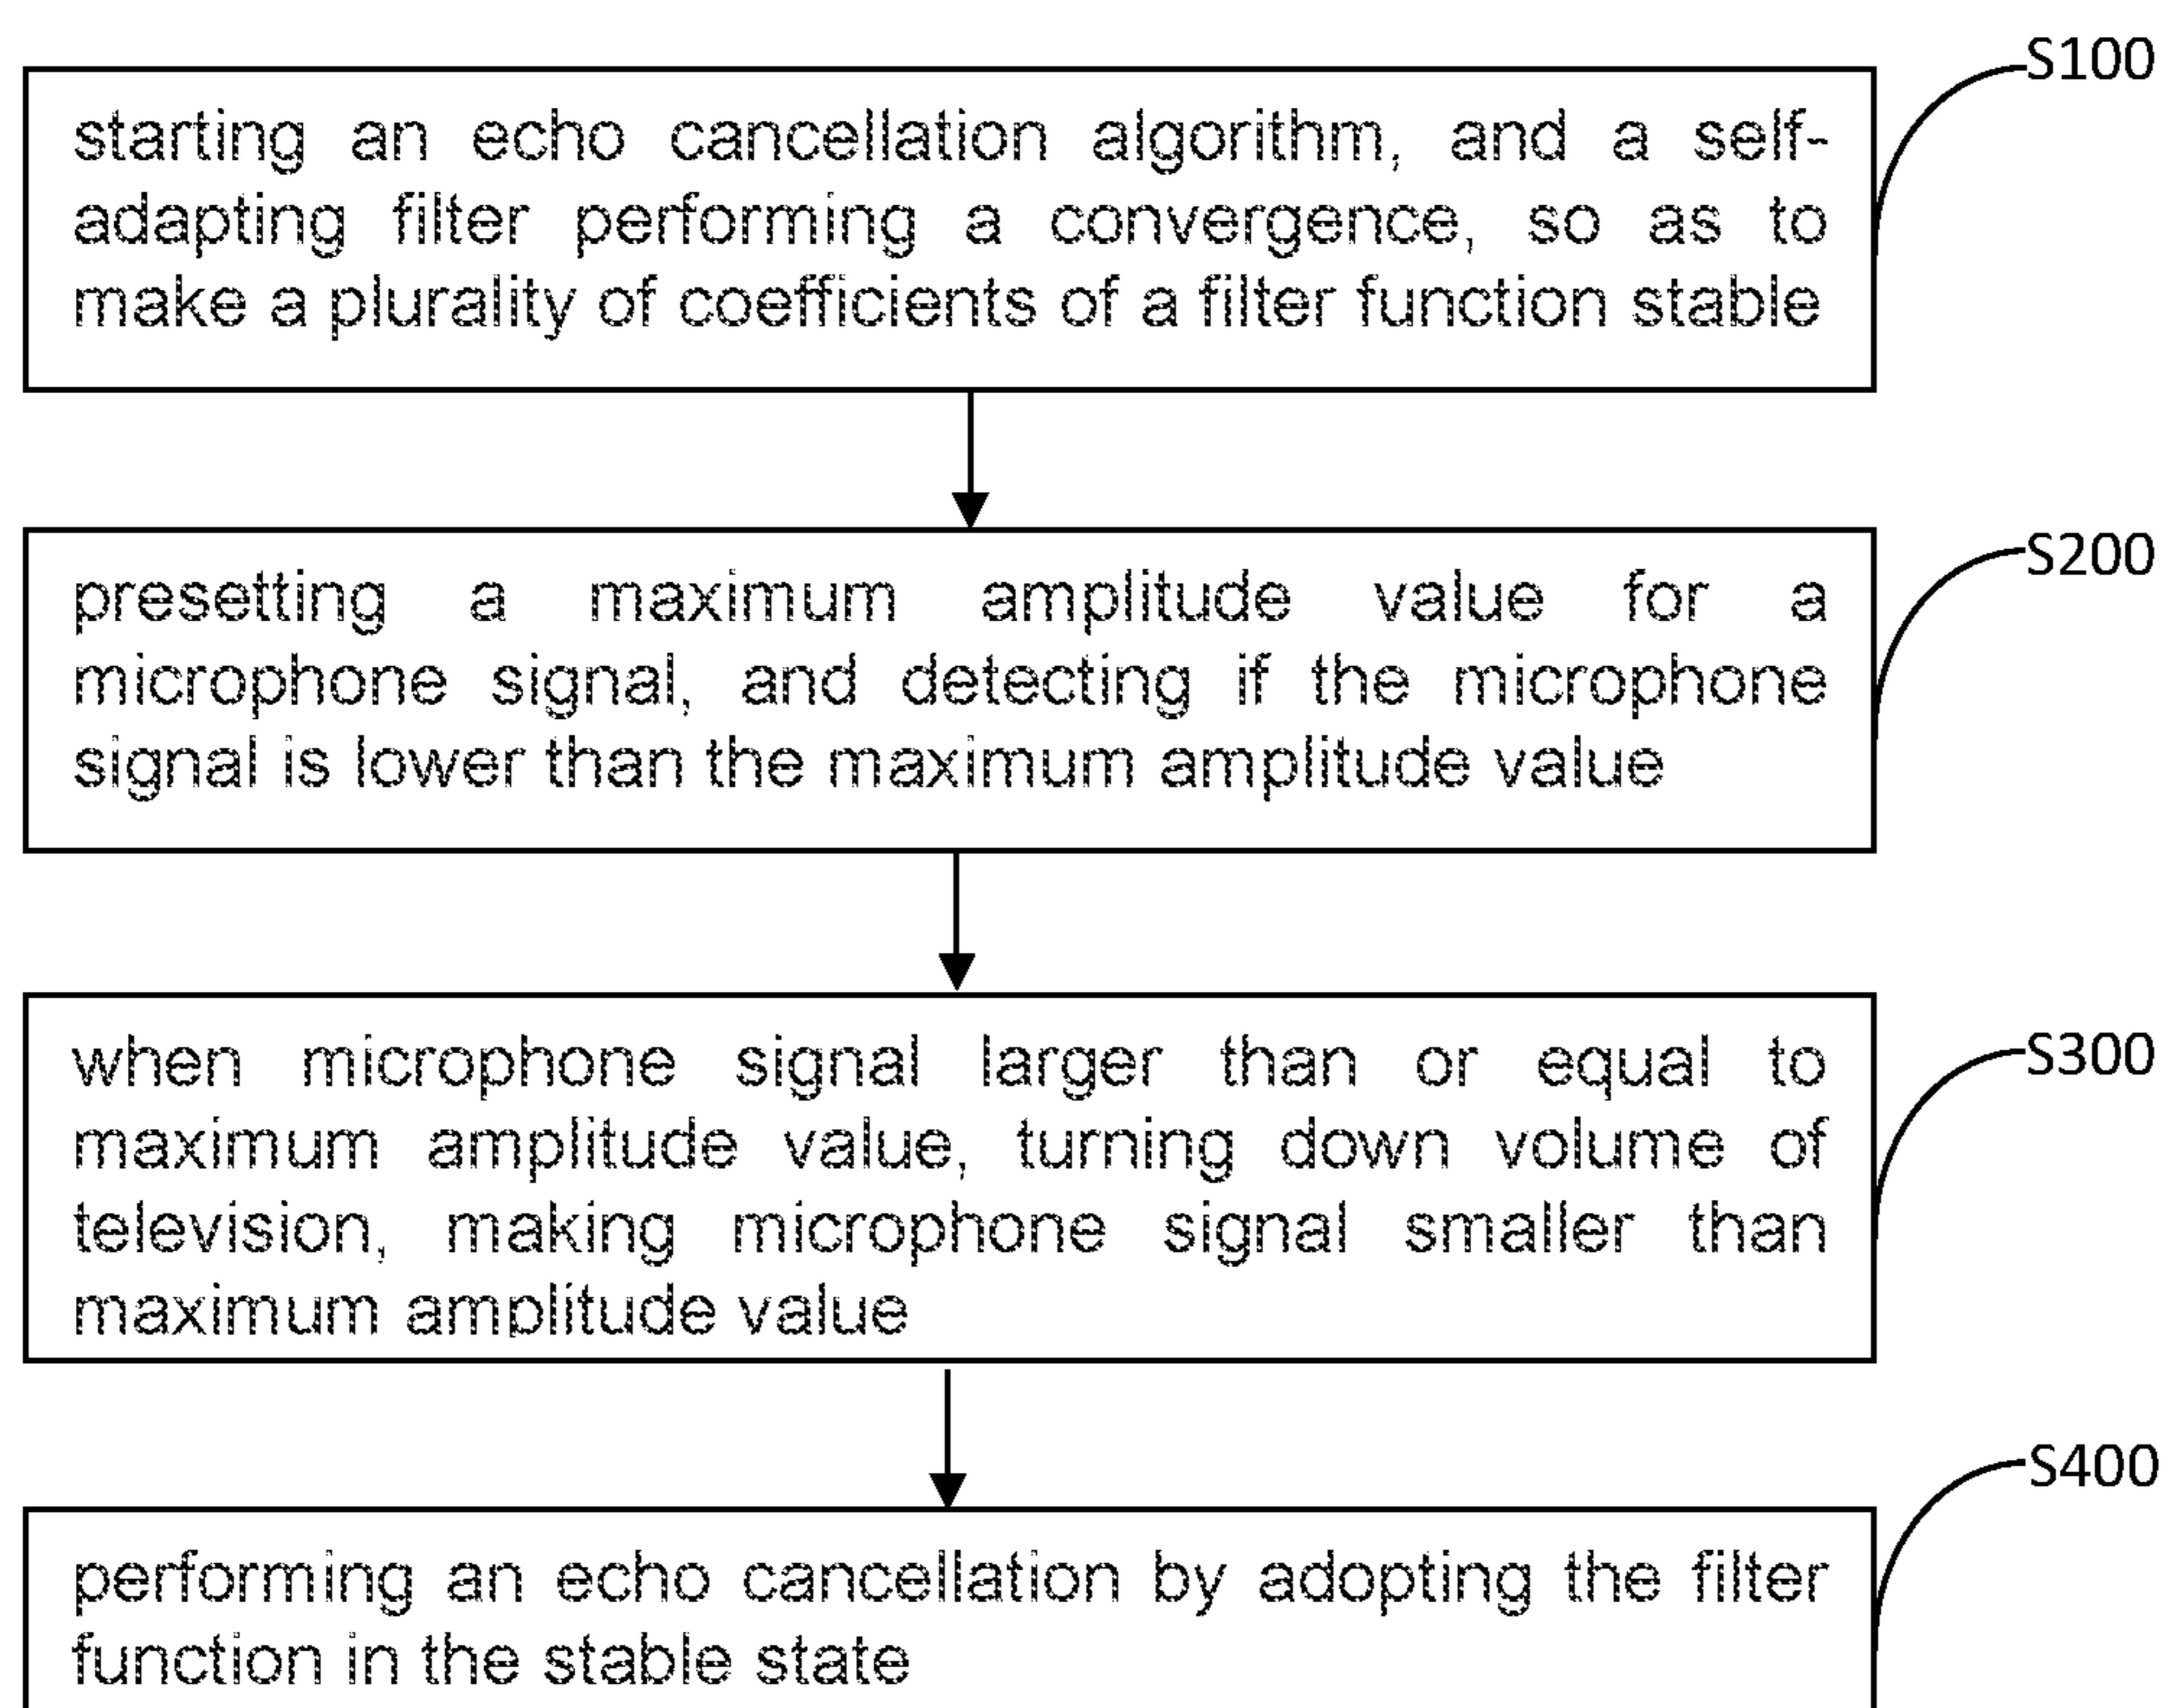 S100
starting an echo cancellation algorithm, and a self-
adapting filter performing a convergence, so as to
make a plurality of coefficients of a filter function stable
S200
presetting a maximum amplitude value for a
microphone signal, and detecting if the microphone
signal is lower than the maximum amplitude value
S300
when microphone signal larger than or equal to
maximum amplitude value, turning down volume of
television, making microphone signal smaller than
maximum amplitude value
S400
performing an echo cancellation by adopting the filter
function in the stable state